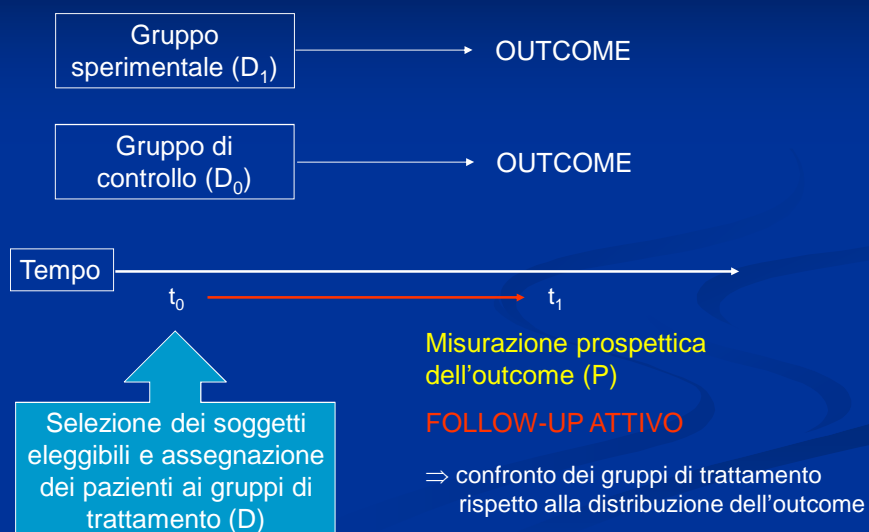 Gruppo
sperimentale (D₁)
OUTCOME
Gruppo di
controllo (D₀)
OUTCOME
Tempo
t₀
t₁
Misurazione prospettica
dell'outcome (P)
FOLLOW-UP ATTIVO
⇒ confronto dei gruppi di trattamento
rispetto alla distribuzione dell'outcome
Selezione dei soggetti
eleggibili e assegnazione
dei pazienti ai gruppi di
trattamento (D)